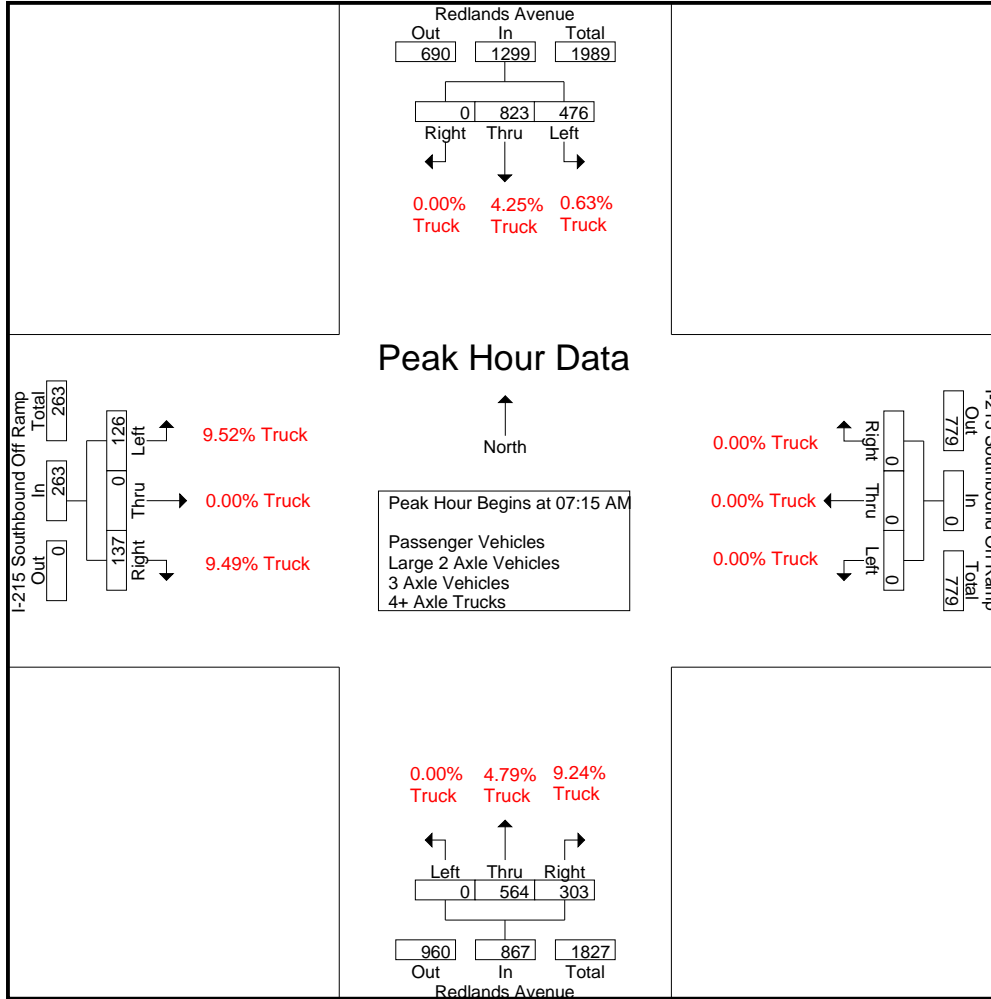 Redlands Avenue
Out In Total
690 1299 1989
0 823 476
Right Thru Left
0.00% Truck 4.25% Truck 0.63% Truck
Peak Hour Data
North
Peak Hour Begins at 07:15 AM
Passenger Vehicles
Large 2 Axle Vehicles
3 Axle Vehicles
4+ Axle Trucks
I-215 Southbound Off Ramp
Total In Out
263 263 0
126 0 137
Left Thru Right
9.52% Truck
0.00% Truck
9.49% Truck
0.00% Truck
0.00% Truck
0.00% Truck
Right Thru Left
0 0 0
Out In Total
779 0 779
I-215 Southbound On Ramp
0.00% Truck 4.79% Truck 9.24% Truck
Left Thru Right
0 564 303
960 867 1827
Out In Total
Redlands Avenue